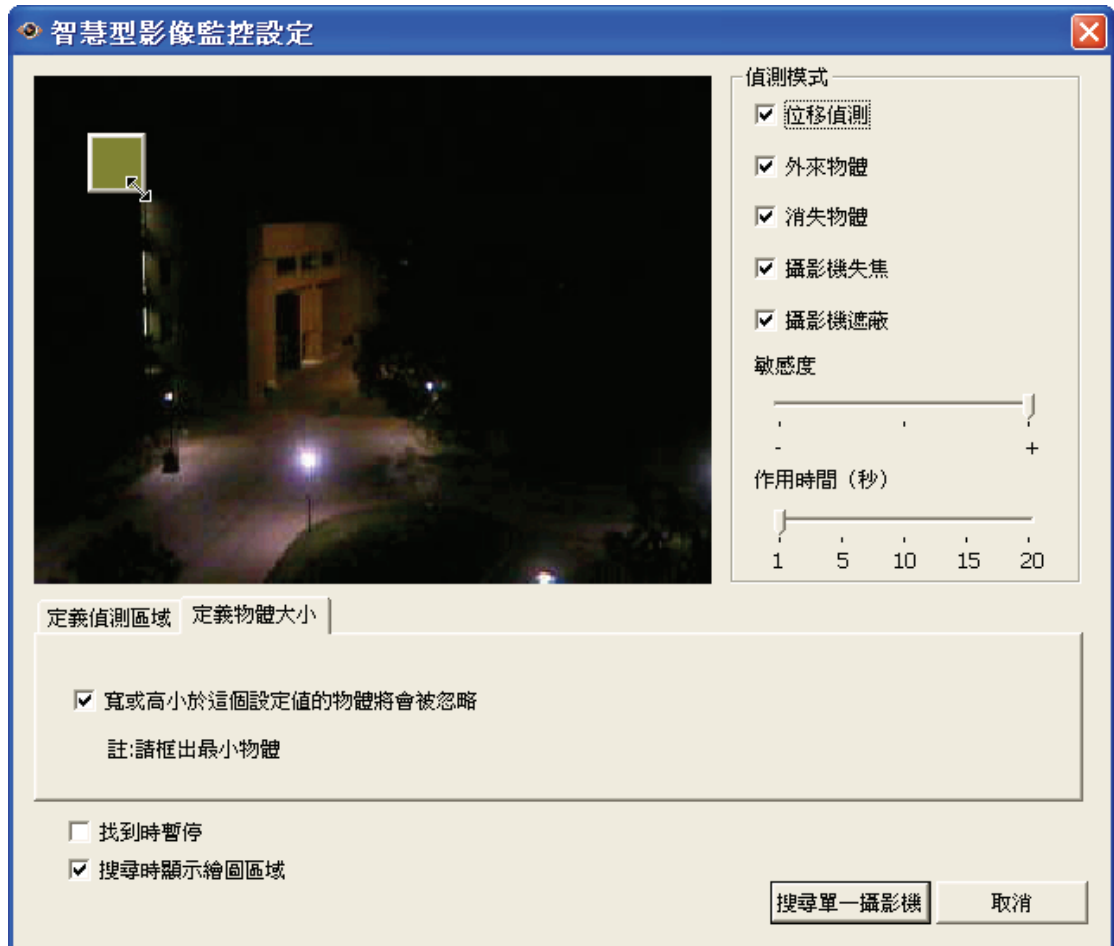 智慧型影像監控設定
偵測模式
位移偵測
外來物體
消失物體
攝影機失焦
攝影機遮蔽
敏感度
- +
作用時間（秒）
1 5 10 15 20
定義偵測區域 定義物體大小
寬或高小於這個設定值的物體將會被忽略
註:請框出最小物體
找到時暫停
搜尋時顯示繪圖區域
搜尋單一攝影機 取消